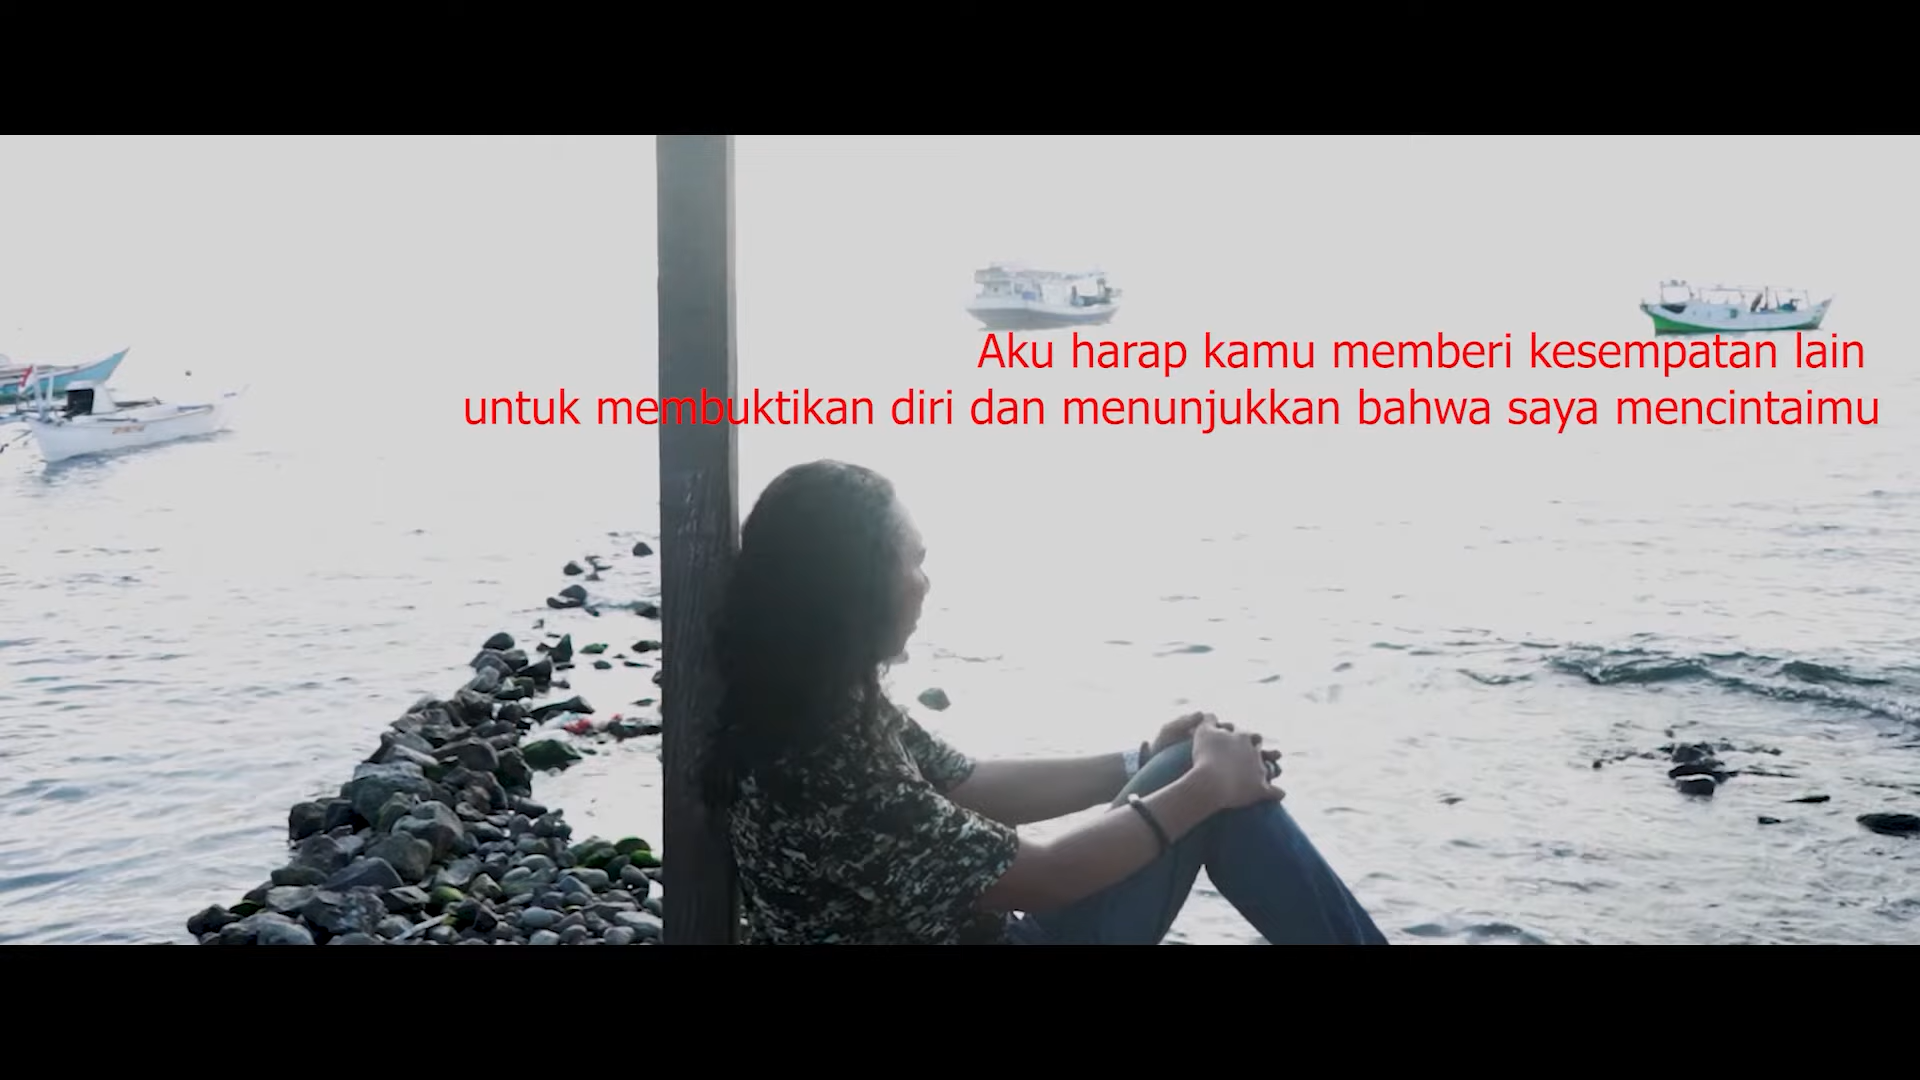 Aku harap kamu memberi kesempatan lain
untuk membuktikan diri dan menunjukkan bahwa saya mencintaimu